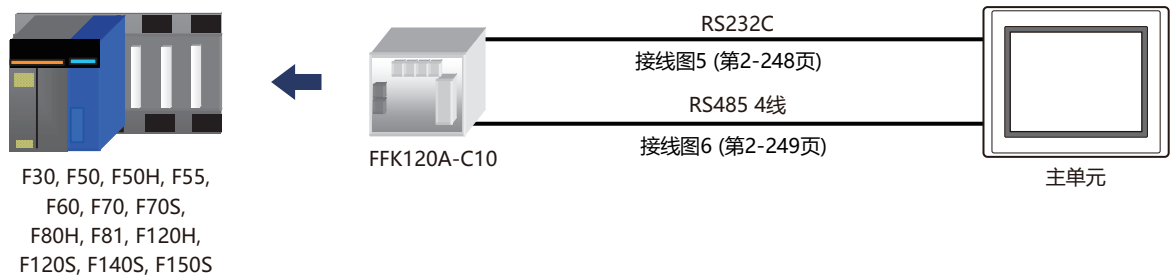 RS232C
接线图5 (第2-248页)
RS485 4线
接线图6 (第2-249页)
FFK120A-C10
主单元
F30, F50, F50H, F55,
F60, F70, F70S,
F80H, F81, F120H,
F120S, F140S, F150S